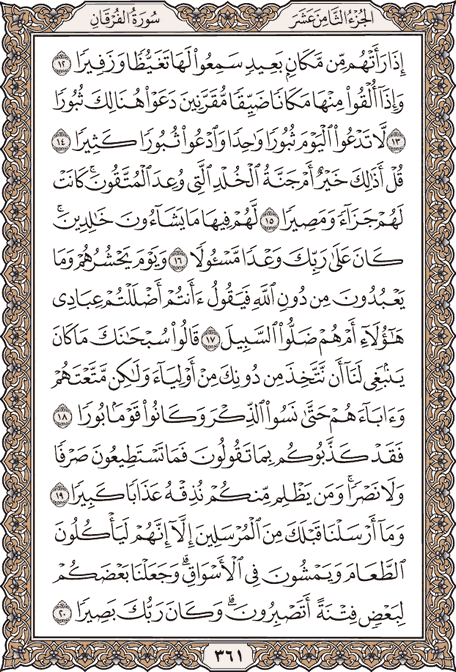 الجزء الثامن عشر
سورة الفرقان
إِذَا رَأَتْهُم مِّن مَّكَانٍۭ بَعِيدٍ سَمِعُوا۟ لَهَا تَغَيُّظًا وَزَفِيرًا ١٢
وَإِذَآ أُلْقُوا۟ مِنْهَا مَكَانًا ضَيِّقًا مُّقَرَّنِينَ دَعَوْا۟ هُنَالِكَ ثُبُورًا
١٣ لَّا تَدْعُوا۟ ٱلْيَوْمَ ثُبُورًا وَٰحِدًا وَٱدْعُوا۟ ثُبُورًا كَثِيرًا ١٤
قُلْ أَذَٰلِكَ خَيْرٌ أَمْ جَنَّةُ ٱلْخُلْدِ ٱلَّتِى وُعِدَ ٱلْمُتَّقُونَ ۚ كَانَتْ
لَهُمْ جَزَآءً وَمَصِيرًا ١٥ لَّهُمْ فِيهَا مَا يَشَآءُونَ خَٰلِدِينَ ۚ
كَانَ عَلَىٰ رَبِّكَ وَعْدًا مَّسْـُٔولًا ١٦ وَيَوْمَ يَحْشُرُهُمْ وَمَا
يَعْبُدُونَ مِن دُونِ ٱللَّهِ فَيَقُولُ ءَأَنتُمْ أَضْلَلْتُمْ عِبَادِى
هَٰٓؤُلَآءِ أَمْ هُمْ ضَلُّوا۟ ٱلسَّبِيلَ ١٧ قَالُوا۟ سُبْحَٰنَكَ مَا كَانَ
يَنۢبَغِى لَنَآ أَن نَّتَّخِذَ مِن دُونِكَ مِنْ أَوْلِيَآءَ وَلَٰكِن مَّتَّعْتَهُمْ
وَءَابَآءَهُمْ حَتَّىٰ نَسُوا۟ ٱلذِّكْرَ وَكَانُوا۟ قَوْمًۢا بُورًا ١٨
فَقَدْ كَذَّبُوكُم بِمَا تَقُولُونَ فَمَا تَسْتَطِيعُونَ صَرْفًا
وَلَا نَصْرًا ۚ وَمَن يَظْلِم مِّنكُمْ نُذِقْهُ عَذَابًا كَبِيرًا ١٩
وَمَآ أَرْسَلْنَا قَبْلَكَ مِنَ ٱلْمُرْسَلِينَ إِلَّآ إِنَّهُمْ لَيَأْكُلُونَ
ٱلطَّعَامَ وَيَمْشُونَ فِى ٱلْأَسْوَاقِ ۗ وَجَعَلْنَا بَعْضَكُمْ
لِبَعْضٍ فِتْنَةً أَتَصْبِرُونَ ۗ وَكَانَ رَبُّكَ بَصِيرًا ٢٠
٣٦١